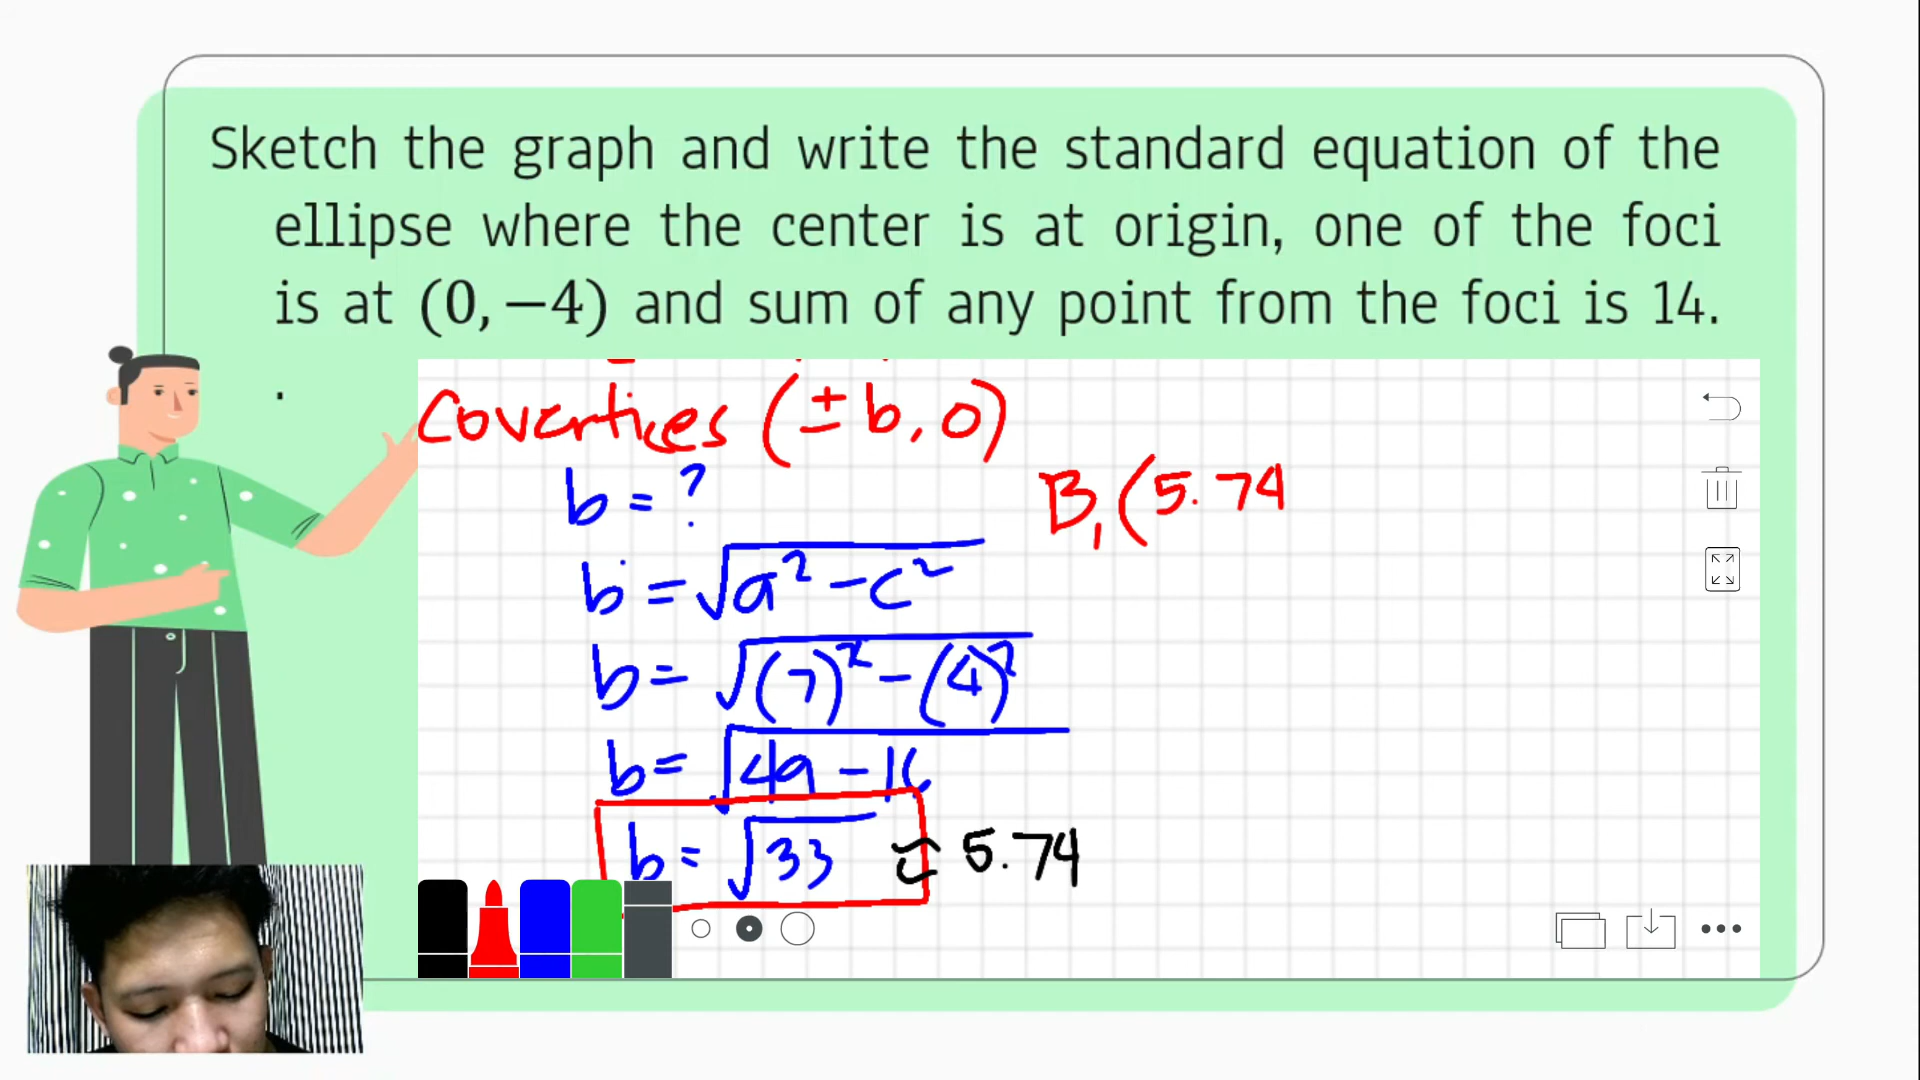 Sketch the graph and write the standard equation of the
ellipse where the center is at origin, one of the foci
is at (0, −4) and sum of any point from the foci is 14.
.
Covertices (±b, 0)
b = ?
B₁(5.74
b = √a² − c²
b = √(7)² − (4)²
b = √49 − 16
b = √33 ≈ 5.74